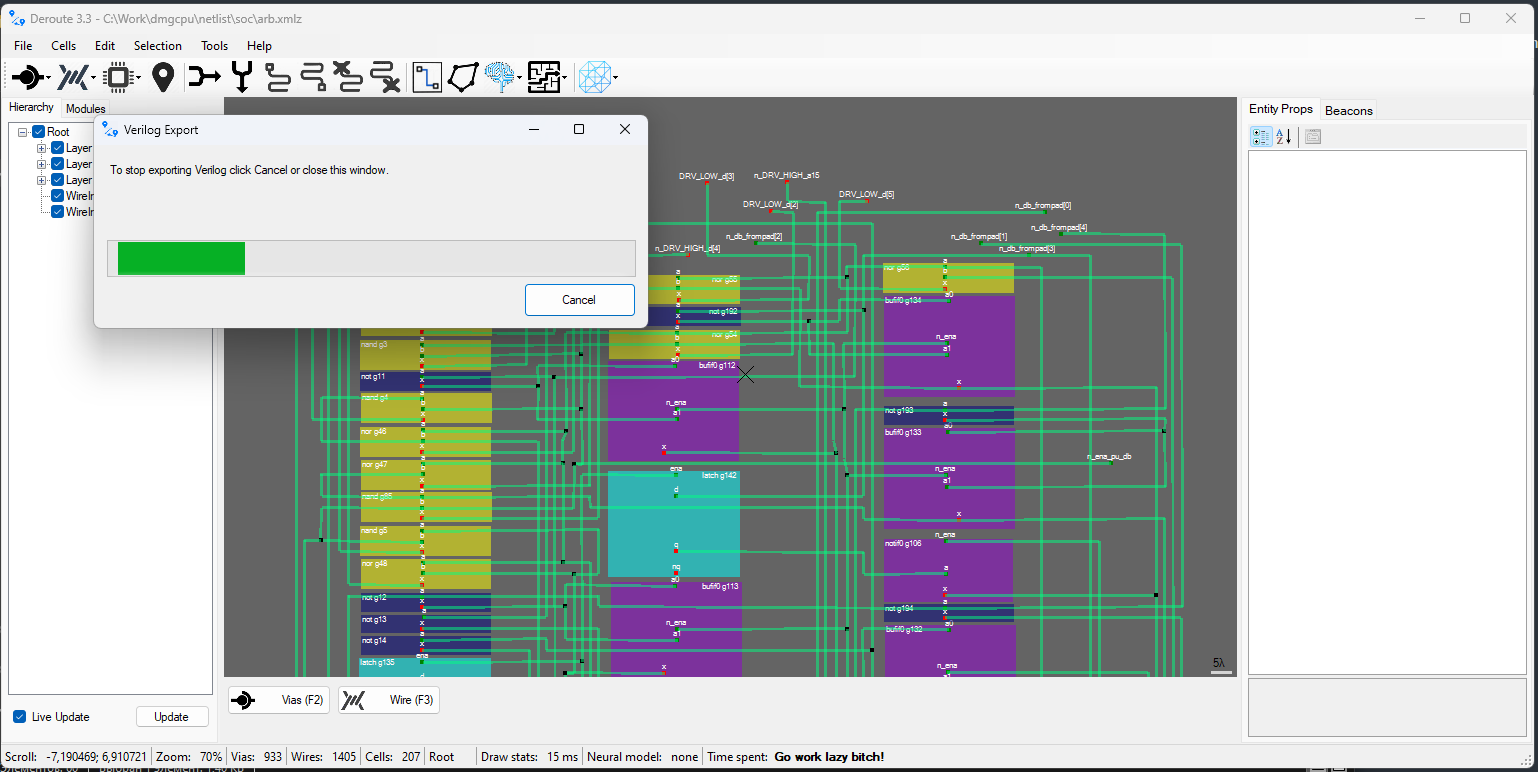 Deroute 3.3 - C:\Work\dmgcpu\netlist\soc\arb.xmlz
File Cells Edit Selection Tools Help
Hierarchy Modules
Root
Layer
Layer
Layer
WireIn
WireIn
Live Update Update
Verilog Export
To stop exporting Verilog click Cancel or close this window.
Cancel
DRV_LOW_d[3]
n_DRV_HIGH_a15
DRV_LOW_d[5]
DRV_LOW_d[2]
n_db_frompad[0]
n_db_frompad[4]
n_db_frompad[2]
n_db_frompad[1]
n_db_frompad[3]
n_DRV_HIGH_d[4]
nand g3
a
b
x
not g11
a
x
nand g4
a
b
x
nor g46
a
b
x
nor g47
a
b
x
nand g85
a
b
x
nand g5
a
b
x
nor g48
a
b
x
not g12
a
x
not g13
a
x
not g14
a
x
latch g135
ena
d
a
b
x
nor g55
a
x
not g192
a
b
x
nor g54
a0
bufif0 g112
n_ena
a1
x
ena
latch g142
d
q
nq
a0
bufif0 g113
n_ena
a1
x
nor g56
a
b
x
bufif0 g134
a0
n_ena
a1
x
not g193
a
x
bufif0 g133
a0
n_ena
a1
x
n_ena_pu_db
notif0 g106
n_ena
a
x
not g194
a
x
bufif0 g132
a0
n_ena
5λ
Vias (F2) Wire (F3)
Entity Props Beacons
Scroll: -7,190469; 6,910721 Zoom: 70% Vias: 933 Wires: 1405 Cells: 207 Root Draw stats: 15 ms Neural model: none Time spent: Go work lazy bitch!